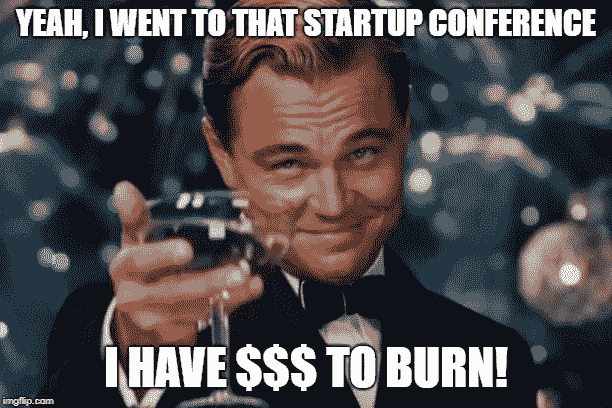 YEAH, I WENT TO THAT STARTUP CONFERENCE
I HAVE $$$ TO BURN!
imgflip.com